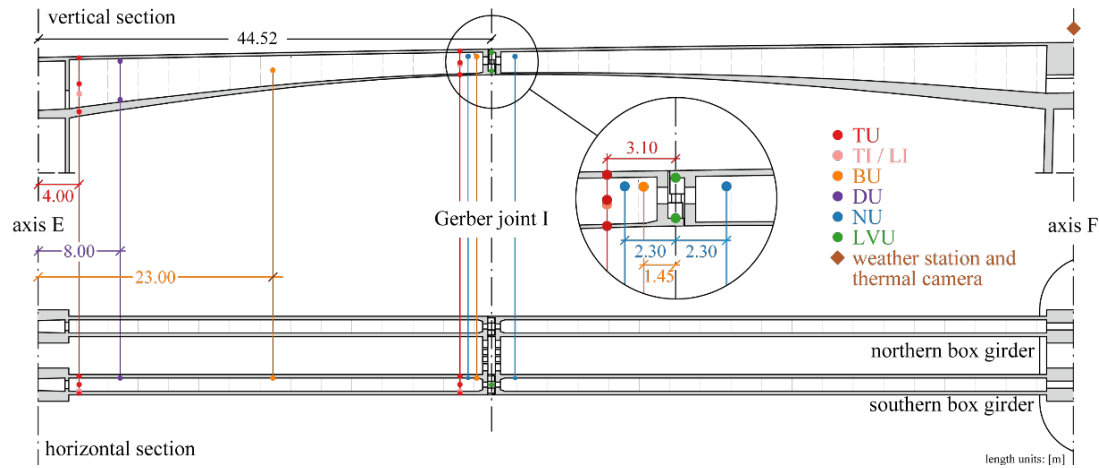 vertical section
44.52
TU
TI / LI
BU
DU
NU
LVU
weather station and
thermal camera
3.10
2.30
2.30
1.45
4.00
axis E
Gerber joint I
axis F
8.00
23.00
northern box girder
southern box girder
horizontal section
length units: [m]